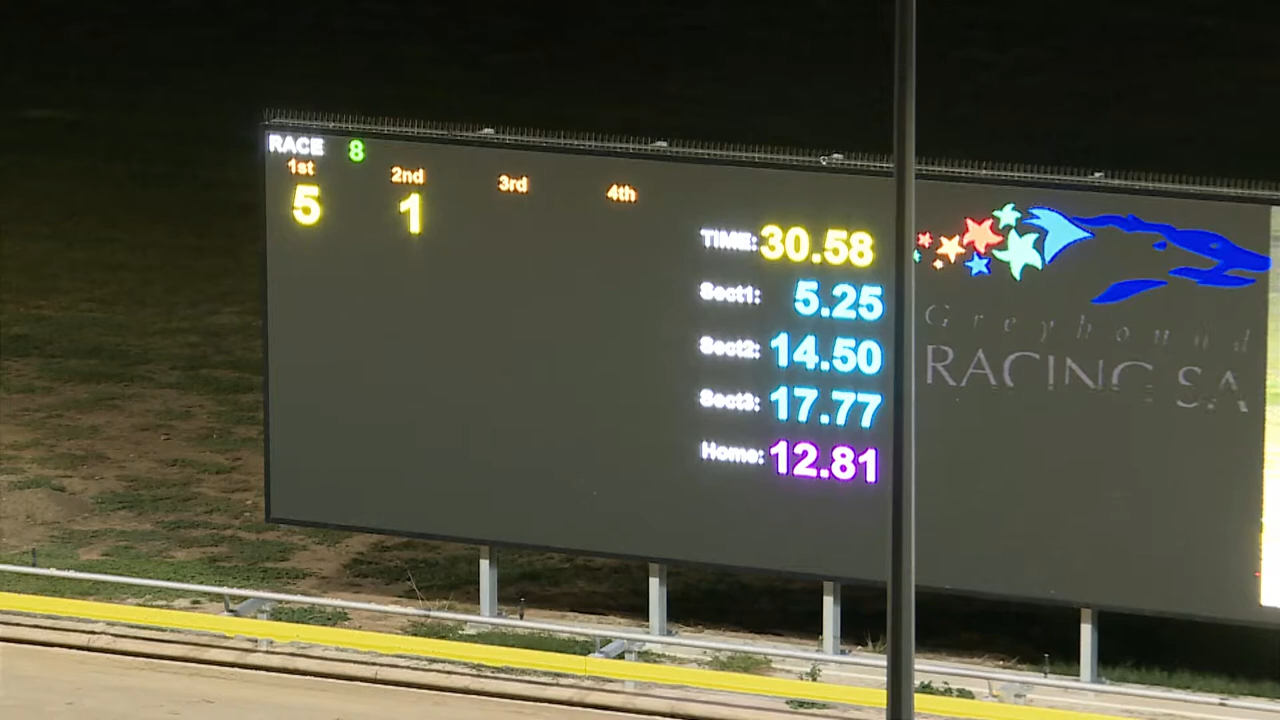 RACE 8
1st 2nd 3rd 4th
5 1
TIME: 30.58
Sect1: 5.25
Sect2: 14.50
Sect3: 17.77
Home: 12.81
Greyhound
RACING SA